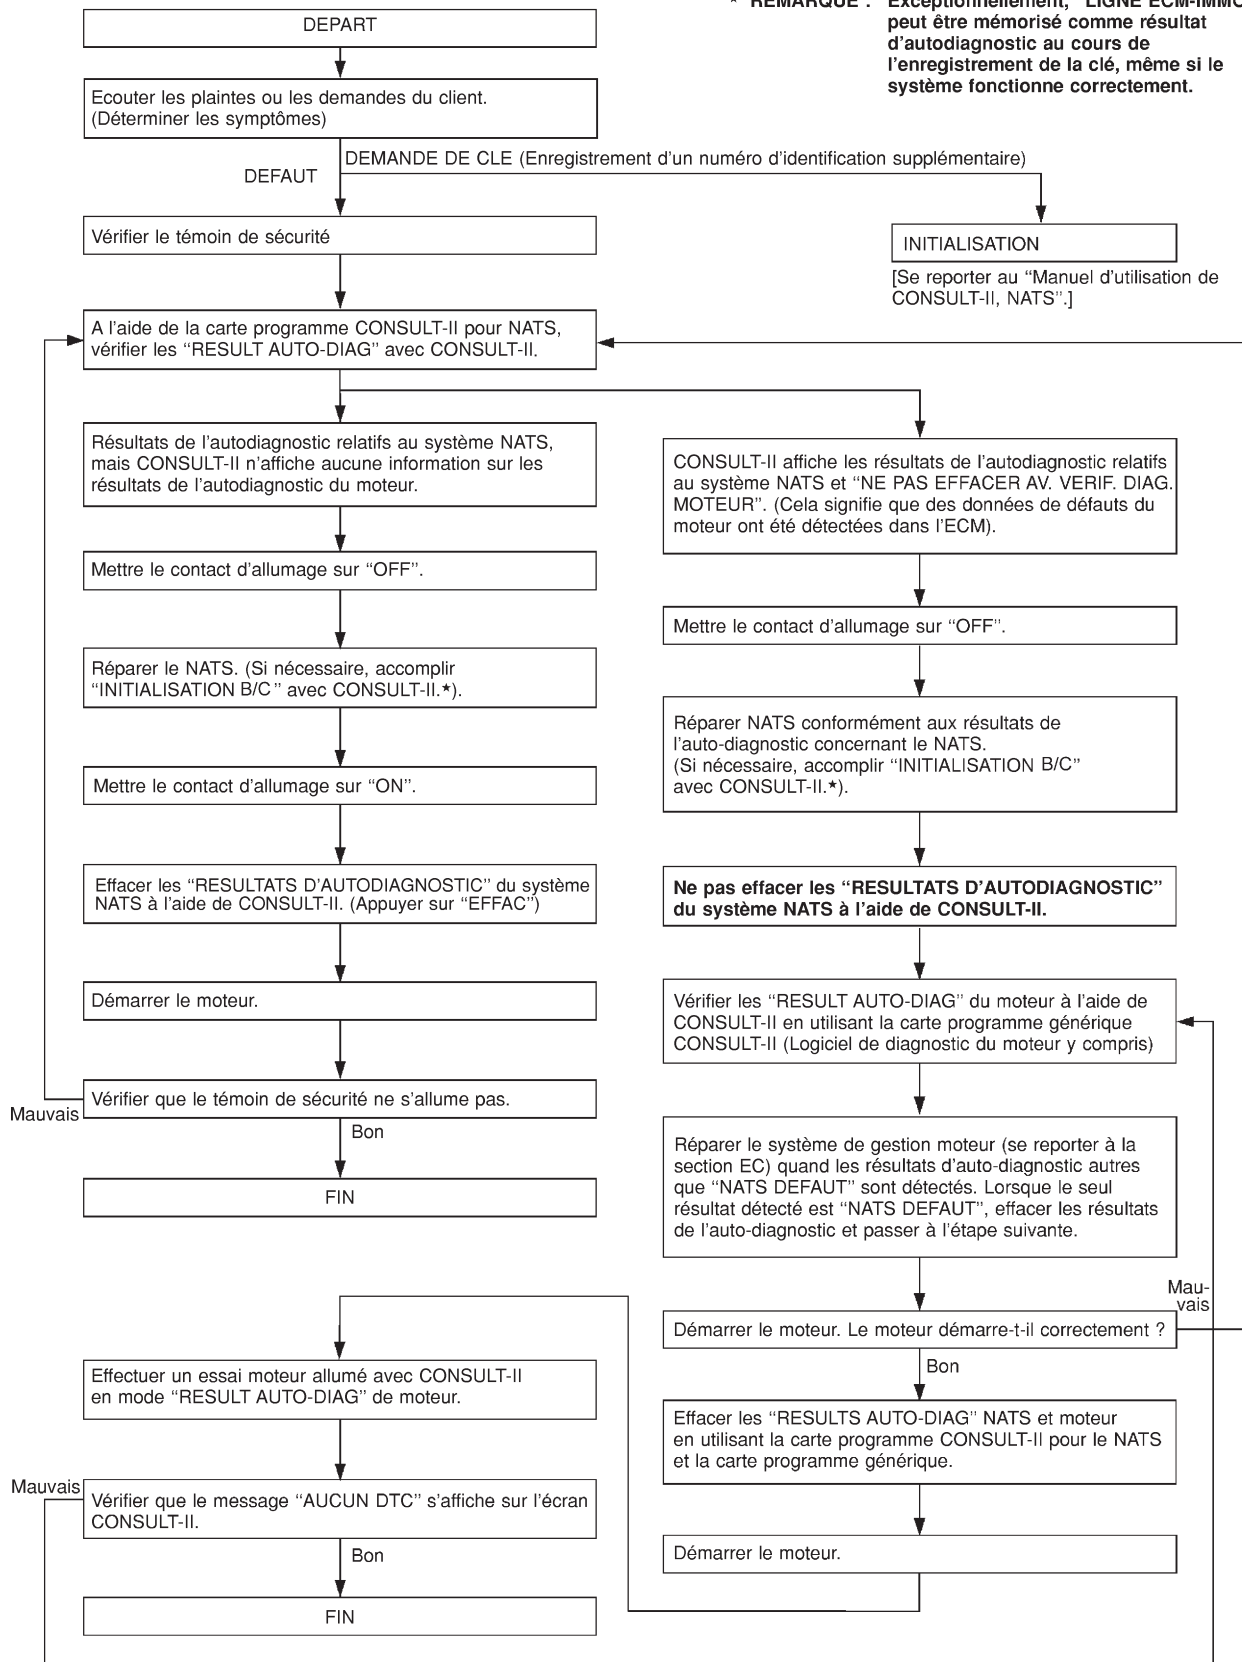 ★ REMARQUE : Exceptionnellement, "LIGNE ECM-IMMO
peut être mémorisé comme résultat
d'autodiagnostic au cours de
l'enregistrement de la clé, même si le
système fonctionne correctement.
DEPART
Ecouter les plaintes ou les demandes du client.
(Déterminer les symptômes)
DEMANDE DE CLE (Enregistrement d'un numéro d'identification supplémentaire)
DEFAUT
Vérifier le témoin de sécurité
INITIALISATION
[Se reporter au "Manuel d'utilisation de
CONSULT-II, NATS".]
A l'aide de la carte programme CONSULT-II pour NATS,
vérifier les "RESULT AUTO-DIAG" avec CONSULT-II.
Résultats de l'autodiagnostic relatifs au système NATS,
mais CONSULT-II n'affiche aucune information sur les
résultats de l'autodiagnostic du moteur.
Mettre le contact d'allumage sur "OFF".
Réparer le NATS. (Si nécessaire, accomplir
"INITIALISATION B/C" avec CONSULT-II.★).
Mettre le contact d'allumage sur "ON".
Effacer les "RESULTATS D'AUTODIAGNOSTIC" du système
NATS à l'aide de CONSULT-II. (Appuyer sur "EFFAC")
Démarrer le moteur.
Vérifier que le témoin de sécurité ne s'allume pas.
Mauvais
Bon
FIN
CONSULT-II affiche les résultats de l'autodiagnostic relatifs
au système NATS et "NE PAS EFFACER AV. VERIF. DIAG.
MOTEUR". (Cela signifie que des données de défauts du
moteur ont été détectées dans l'ECM).
Mettre le contact d'allumage sur "OFF".
Réparer NATS conformément aux résultats de
l'auto-diagnostic concernant le NATS.
(Si nécessaire, accomplir "INITIALISATION B/C"
avec CONSULT-II.★).
Ne pas effacer les "RESULTATS D'AUTODIAGNOSTIC"
du système NATS à l'aide de CONSULT-II.
Vérifier les "RESULT AUTO-DIAG" du moteur à l'aide de
CONSULT-II en utilisant la carte programme générique
CONSULT-II (Logiciel de diagnostic du moteur y compris)
Réparer le système de gestion moteur (se reporter à la
section EC) quand les résultats d'auto-diagnostic autres
que "NATS DEFAUT" sont détectés. Lorsque le seul
résultat détecté est "NATS DEFAUT", effacer les résultats
de l'auto-diagnostic et passer à l'étape suivante.
Mau-
vais
Démarrer le moteur. Le moteur démarre-t-il correctement ?
Bon
Effacer les "RESULTS AUTO-DIAG" NATS et moteur
en utilisant la carte programme CONSULT-II pour le NATS
et la carte programme générique.
Démarrer le moteur.
Effectuer un essai moteur allumé avec CONSULT-II
en mode "RESULT AUTO-DIAG" de moteur.
Mauvais
Vérifier que le message "AUCUN DTC" s'affiche sur l'écran
CONSULT-II.
Bon
FIN